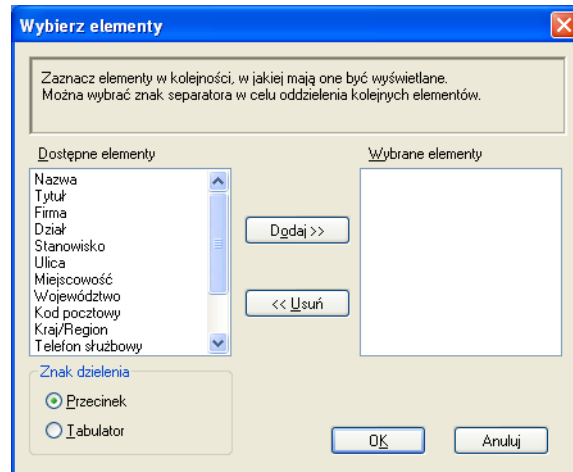 Wybierz elementy
Zaznacz elementy w kolejności, w jakiej mają one być wyświetlane.
Można wybrać znak separatora w celu oddzielenia kolejnych elementów.
Dostępne elementy
Wybrane elementy
Nazwa
Tytuł
Firma
Dział
Stanowisko
Ulica
Miejscowość
Województwo
Kod pocztowy
Kraj/Region
Telefon służbowy
Dodaj >>
<< Usuń
Znak dzielenia
Przecinek
Tabulator
OK
Anuluj